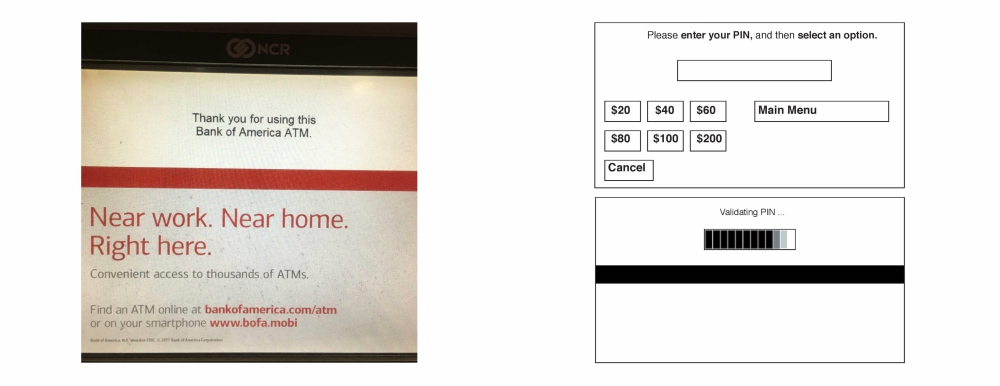 NCR
Thank you for using this
Bank of America ATM.
Near work. Near home.
Right here.
Convenient access to thousands of ATMs.
Find an ATM online at bankofamerica.com/atm
or on your smartphone www.bofa.mobi
Bank of America, N.A. Member FDIC. © 2017 Bank of America Corporation
Please enter your PIN, and then select an option.
$20 $40 $60 Main Menu
$80 $100 $200
Cancel
Validating PIN ...